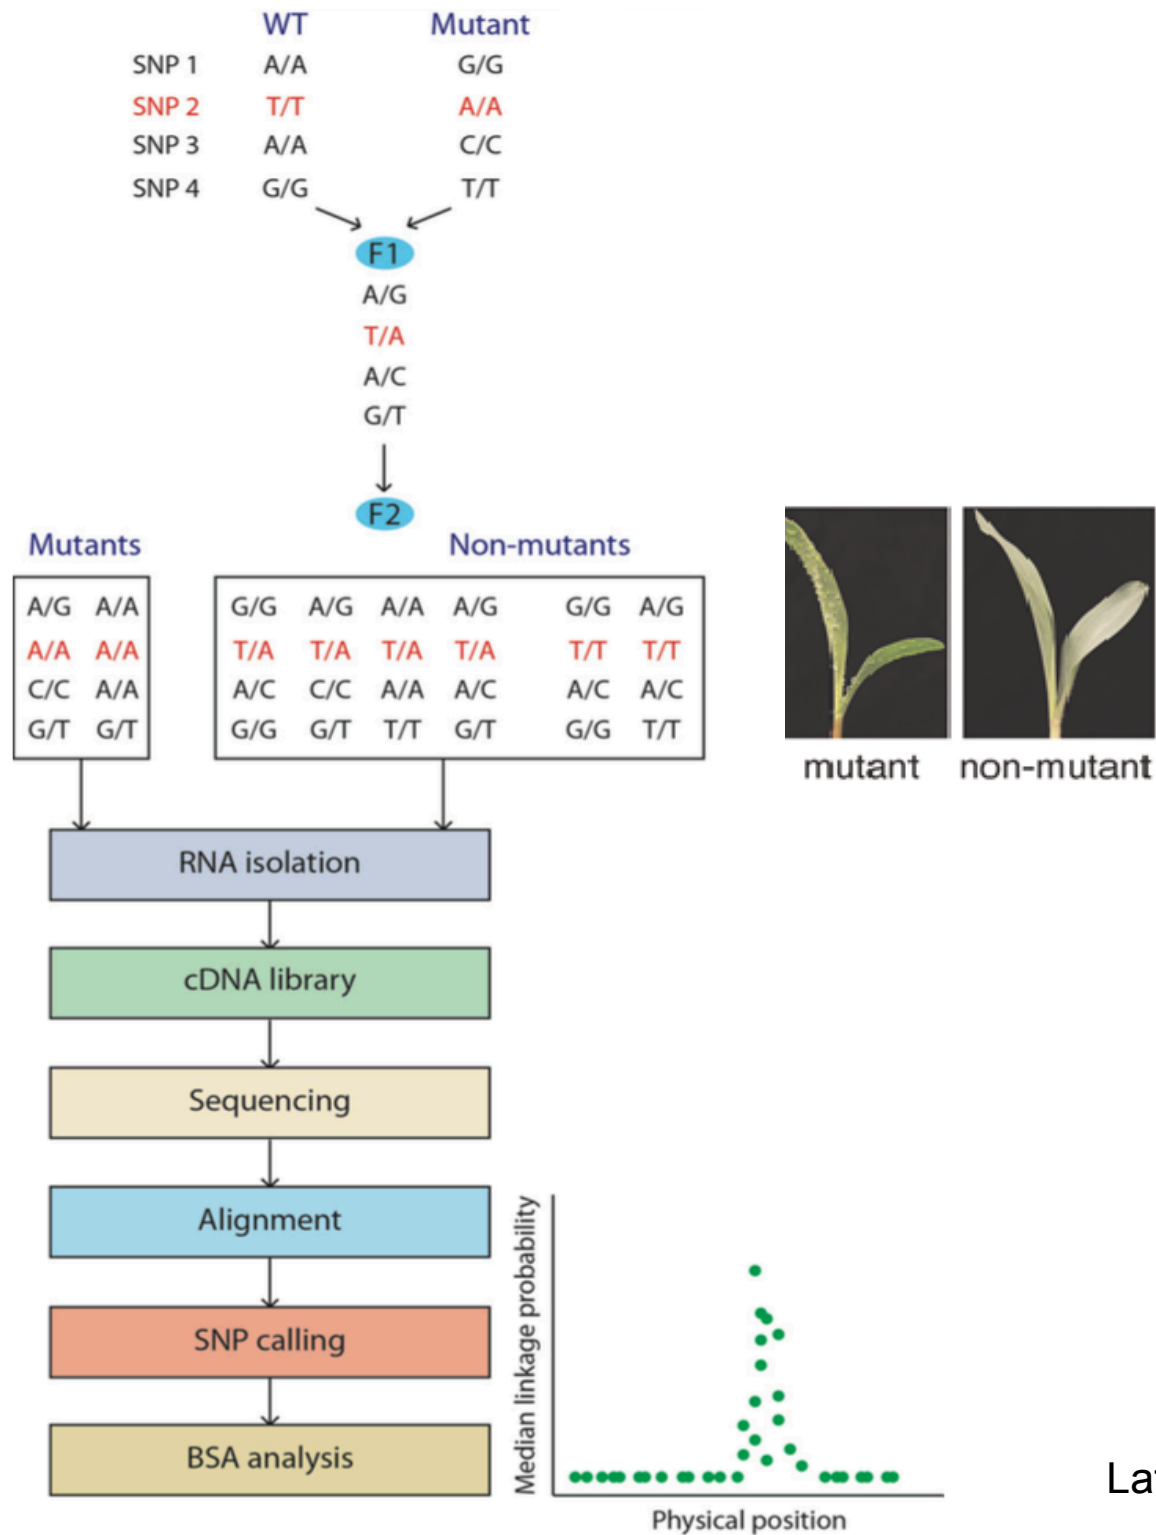 WT Mutant
SNP 1 A/A G/G
SNP 2 T/T A/A
SNP 3 A/A C/C
SNP 4 G/G T/T
F1
A/G
T/A
A/C
G/T
F2
Mutants Non-mutants
A/G A/A G/G A/G A/A A/G G/G A/G
A/A A/A T/A T/A T/A T/A T/T T/T
C/C A/A A/C C/C A/A A/C A/C A/C
G/T G/T G/G G/T T/T G/T G/G T/T
mutant non-mutant
RNA isolation
cDNA library
Sequencing
Alignment
SNP calling
BSA analysis
Median linkage probability
Physical position